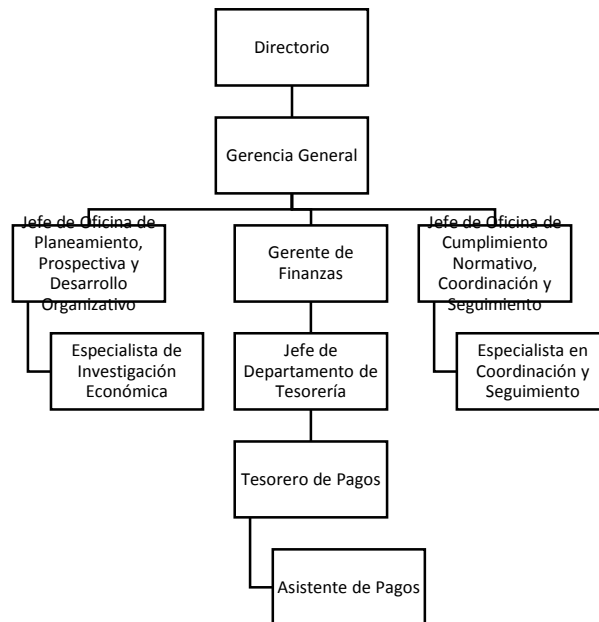 Directorio
Gerencia General
Jefe de Oficina de
Planeamiento,
Prospectiva y
Desarrollo
Organizativo
Gerente de
Finanzas
Jefe de Oficina de
Cumplimiento
Normativo,
Coordinación y
Seguimiento
Especialista de
Investigación
Económica
Jefe de
Departamento de
Tesorería
Especialista en
Coordinación y
Seguimiento
Tesorero de Pagos
Asistente de Pagos